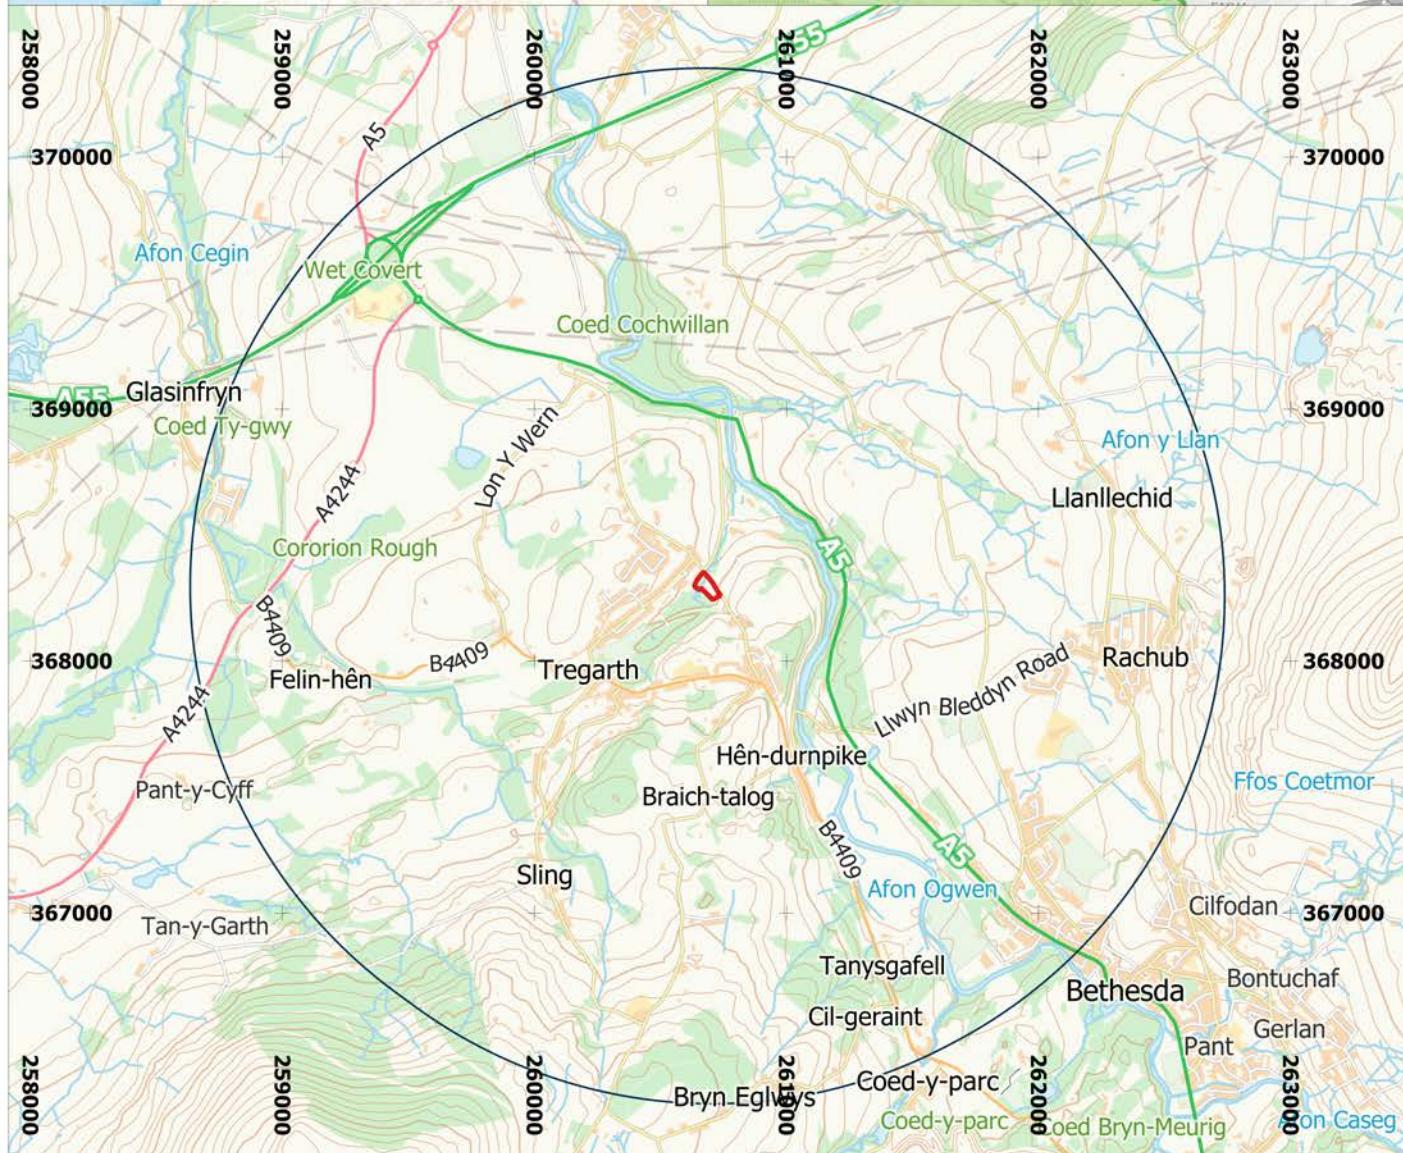 258000
259000
260000
261000
262000
263000
A55
A5
370000
370000
Afon Cegin
Wet Covert
Coed Cochwillan
Glasinfryn
A55
369000
369000
Coed Ty-gwy
Lon Y Wern
Afon y Llan
A4244
Llanllechid
Cororion Rough
A5
B4409
B4409
368000
368000
Felin-hên
Tregarth
Rachub
Llwyn Bleddyn Road
A4244
Hên-durnpike
Pant-y-Cyff
Braich-talog
Ffos Coetmor
B4409
A5
Sling
Afon Ogwen
Cilfodan
367000
367000
Tan-y-Garth
Tanysgafell
Bontuchaf
Bethesda
Cil-geraint
Gerlan
Pant
Coed-y-parc
Bryn Eglwys
Coed-y-parc
Coed Bryn-Meurig
Afon Caseg
258000
259000
260000
261000
262000
263000